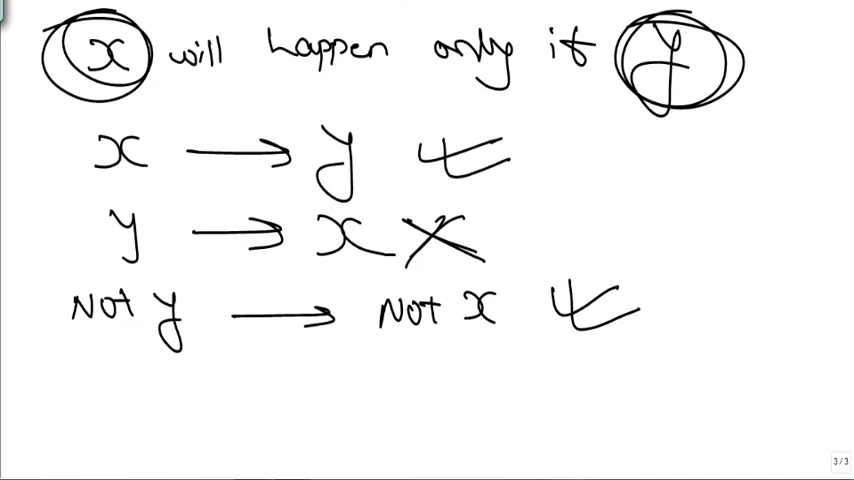 x will happen only if y
x → y
y → x
Not y → Not x
3/3